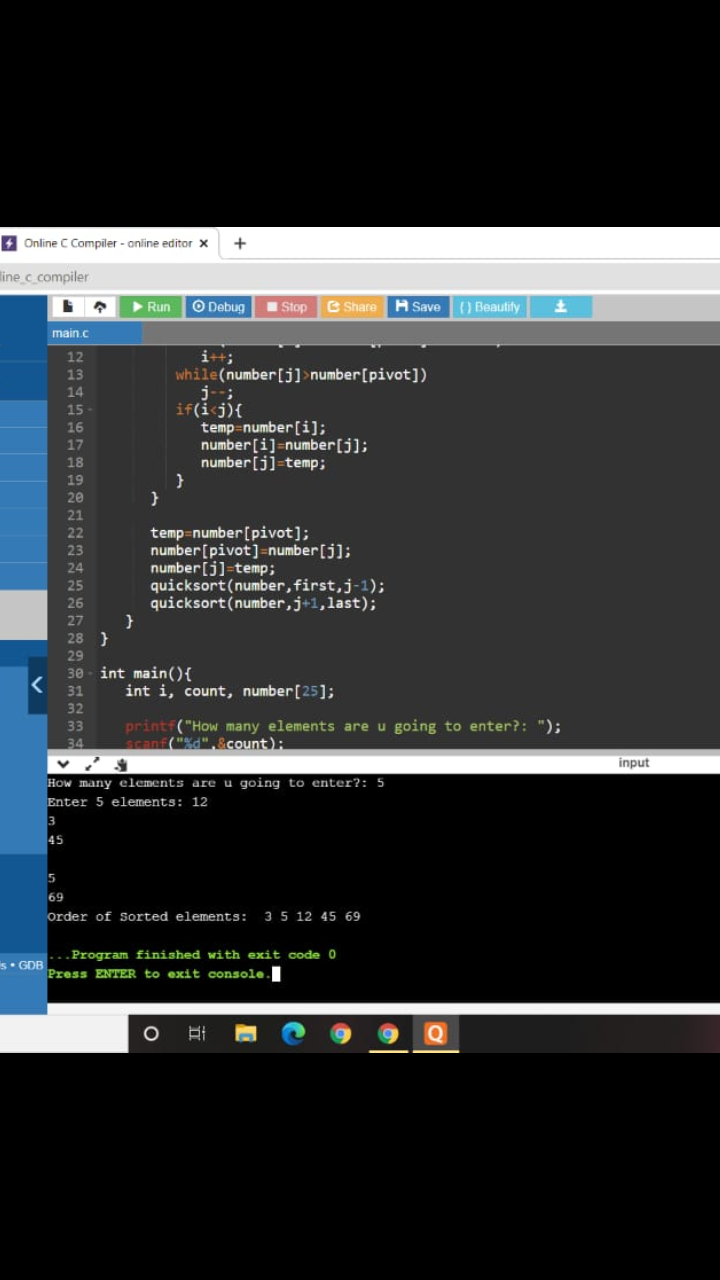 Online C Compiler - online editor × +
line_c_compiler
Run Debug Stop Share Save {} Beautify
main.c
12 i++;
13 while(number[j]>number[pivot])
14 j--;
15 if(i<j){
16 temp=number[i];
17 number[i]=number[j];
18 number[j]=temp;
19 }
20 }
21
22 temp=number[pivot];
23 number[pivot]=number[j];
24 number[j]=temp;
25 quicksort(number,first,j-1);
26 quicksort(number,j+1,last);
27 }
28 }
29
30 int main(){
31 int i, count, number[25];
32
33 printf("How many elements are u going to enter?: ");
34 scanf("%d",&count);
input
How many elements are u going to enter?: 5
Enter 5 elements: 12
3
45
5
69
Order of Sorted elements: 3 5 12 45 69
...Program finished with exit code 0
s • GDB
Press ENTER to exit console.